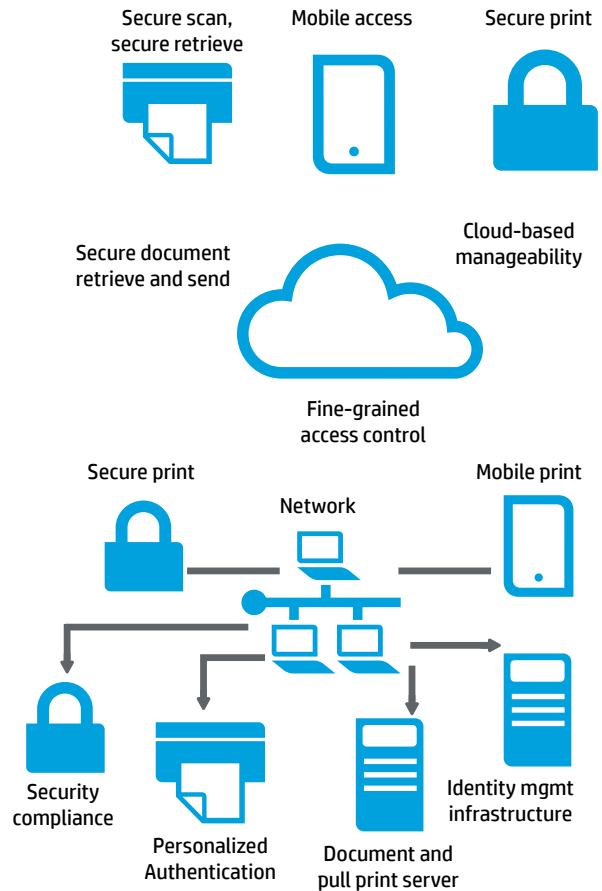 Secure scan,
secure retrieve
Mobile access
Secure print
Secure document
retrieve and send
Cloud-based
manageability
Fine-grained
access control
Secure print
Network
Mobile print
Security
compliance
Personalized
Authentication
Document and
pull print server
Identity mgmt
infrastructure